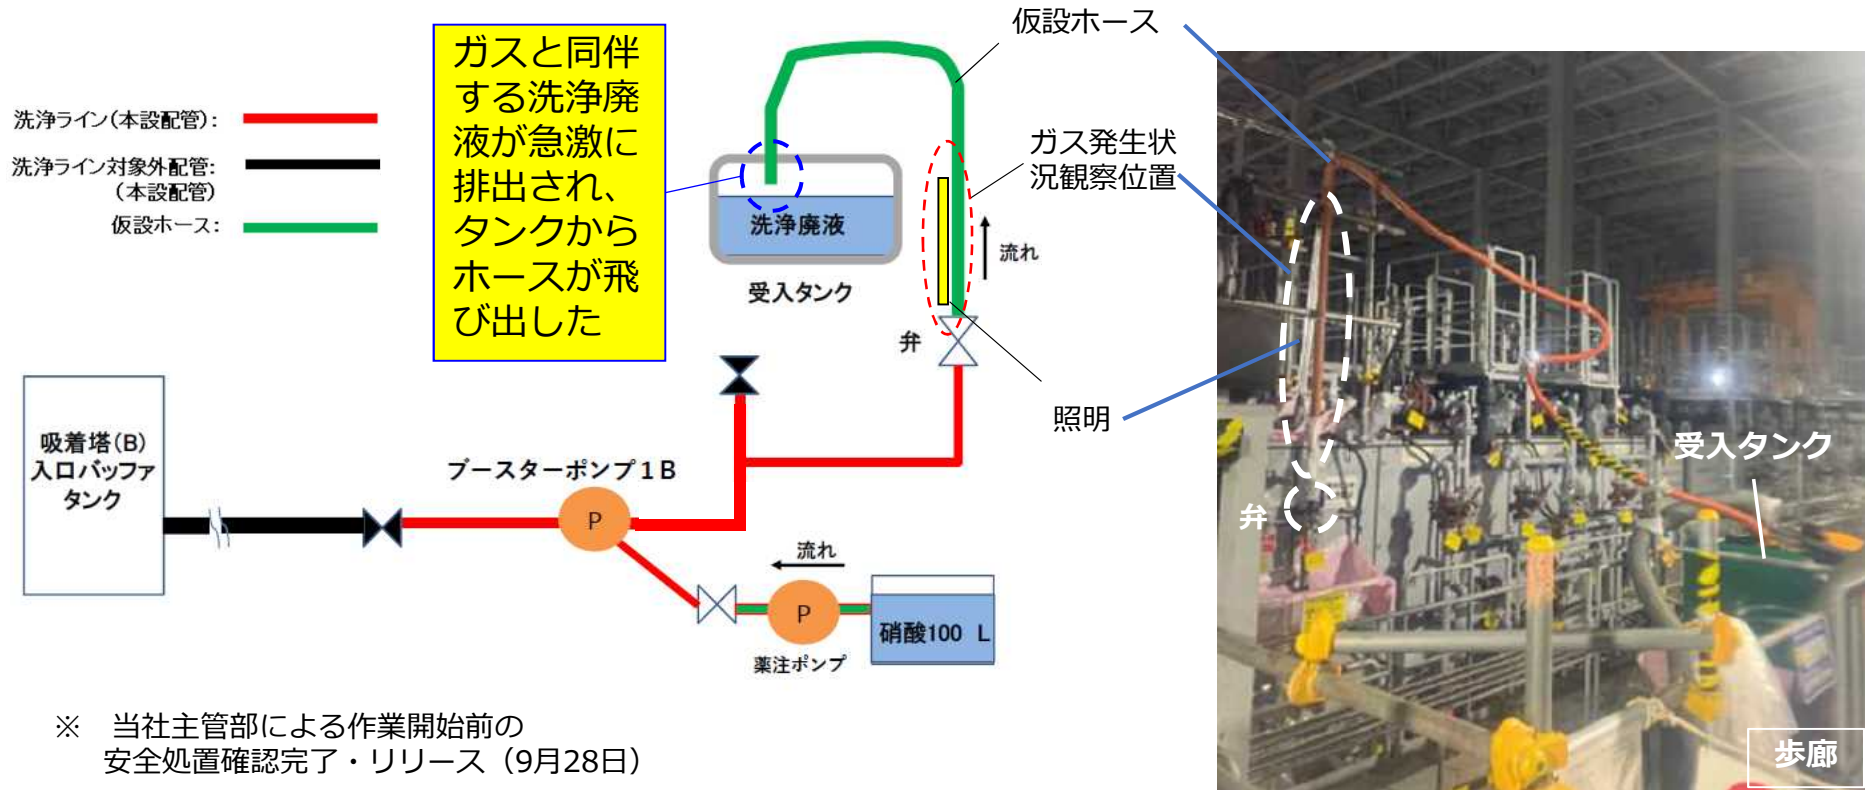 洗浄ライン(本設配管):
洗浄ライン対象外配管:
(本設配管)
仮設ホース:
ガスと同伴
する洗浄廃
液が急激に
排出され、
タンクから
ホースが飛
び出した
洗浄廃液
受入タンク
流れ
弁
仮設ホース
ガス発生状
況観察位置
照明
吸着塔(B)
入口バッファ
タンク
ブースターポンプ1B
P
流れ
P
薬注ポンプ
硝酸100 L
受入タンク
弁
歩廊
※ 当社主管部による作業開始前の
安全処置確認完了・リリース（9月28日）